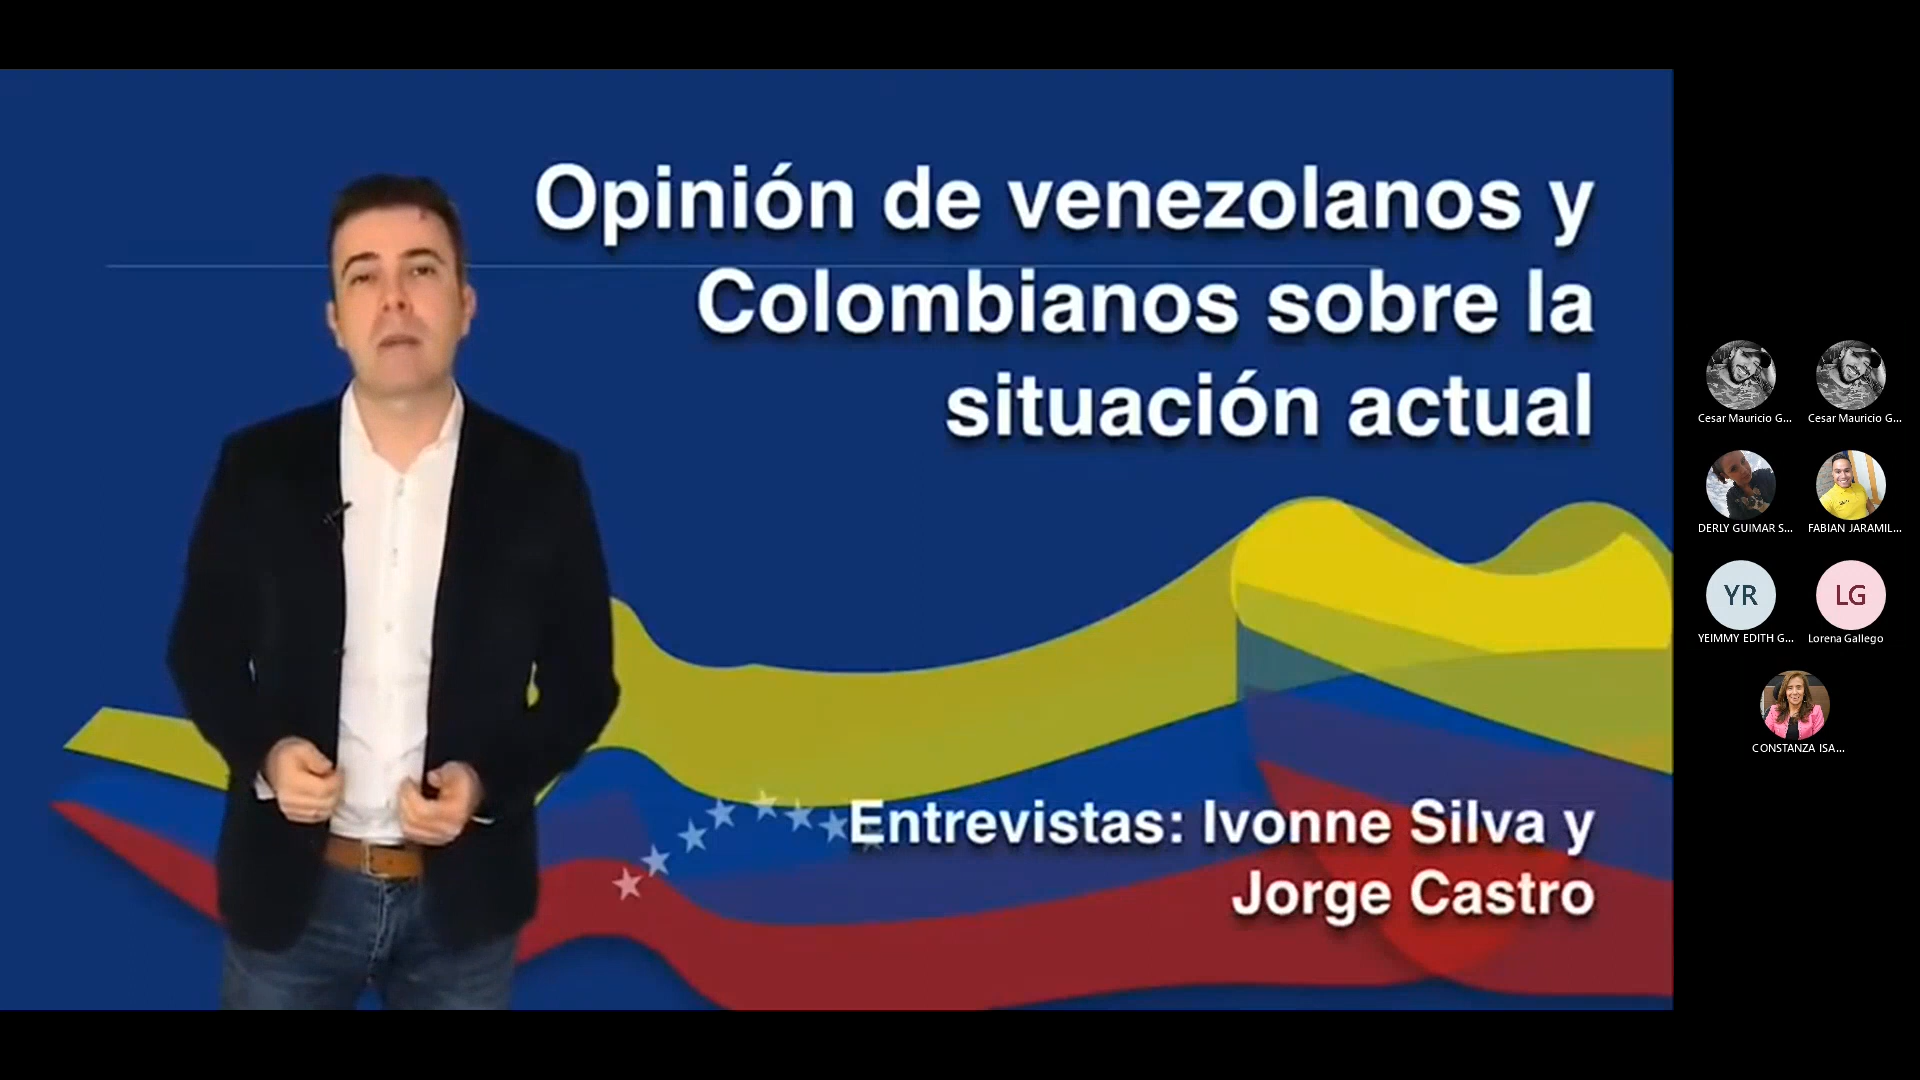 Opinión de venezolanos y
Colombianos sobre la
situación actual
Entrevistas: Ivonne Silva y
Jorge Castro
Cesar Mauricio G...
Cesar Mauricio G...
DERLY GUIMAR S...
FABIAN JARAMIL...
YR
LG
YEIMMY EDITH G...
Lorena Gallego
CONSTANZA ISA...